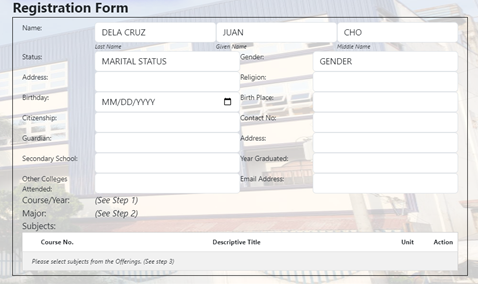 Registration Form
Name: DELA CRUZ JUAN CHO
Last Name Given Name Middle Name
Status: MARITAL STATUS Gender: GENDER
Address: Religion:
Birthday: MM/DD/YYYY Birth Place:
Citizenship: Contact No.:
Guardian: Address:
Secondary School: Year Graduated:
Other Colleges Attended: Email Address:
Course/Year: (See Step 1)
Major: (See Step 2)
Subjects:
Course No. Descriptive Title Unit Action
Please select subjects from the Offerings. (See step 3)